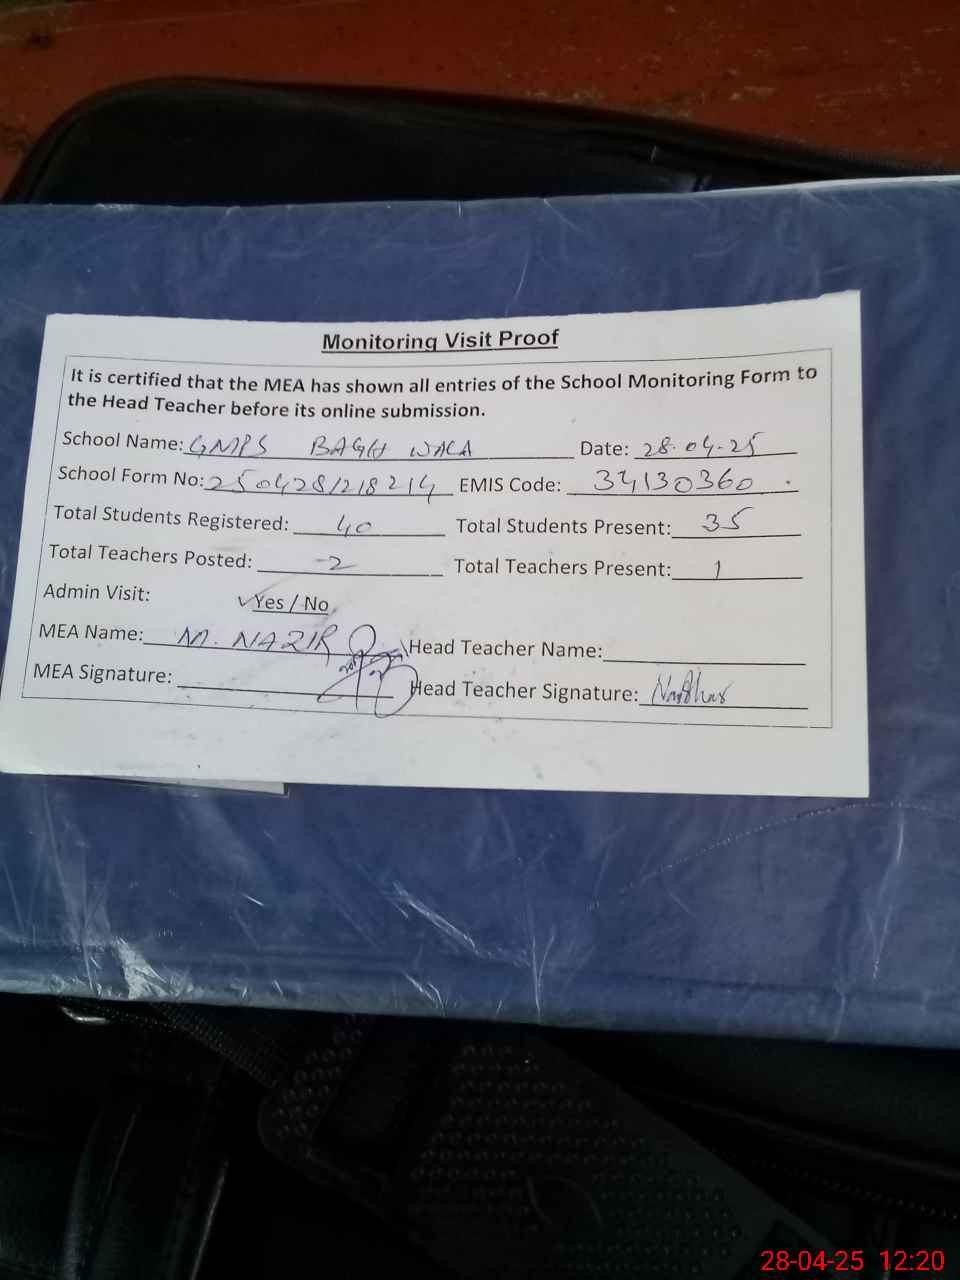 Monitoring Visit Proof
It is certified that the MEA has shown all entries of the School Monitoring Form to
the Head Teacher before its online submission.
School Name: GMPS BAGH WALA Date: 28-04-25
School Form No: 2504281218214 EMIS Code: 34130360
Total Students Registered: 40 Total Students Present: 35
Total Teachers Posted: 2 Total Teachers Present: 1
Admin Visit: ✓Yes / No
MEA Name: M. NAZIR Head Teacher Name:
MEA Signature: Head Teacher Signature:
28-04-25 12:20